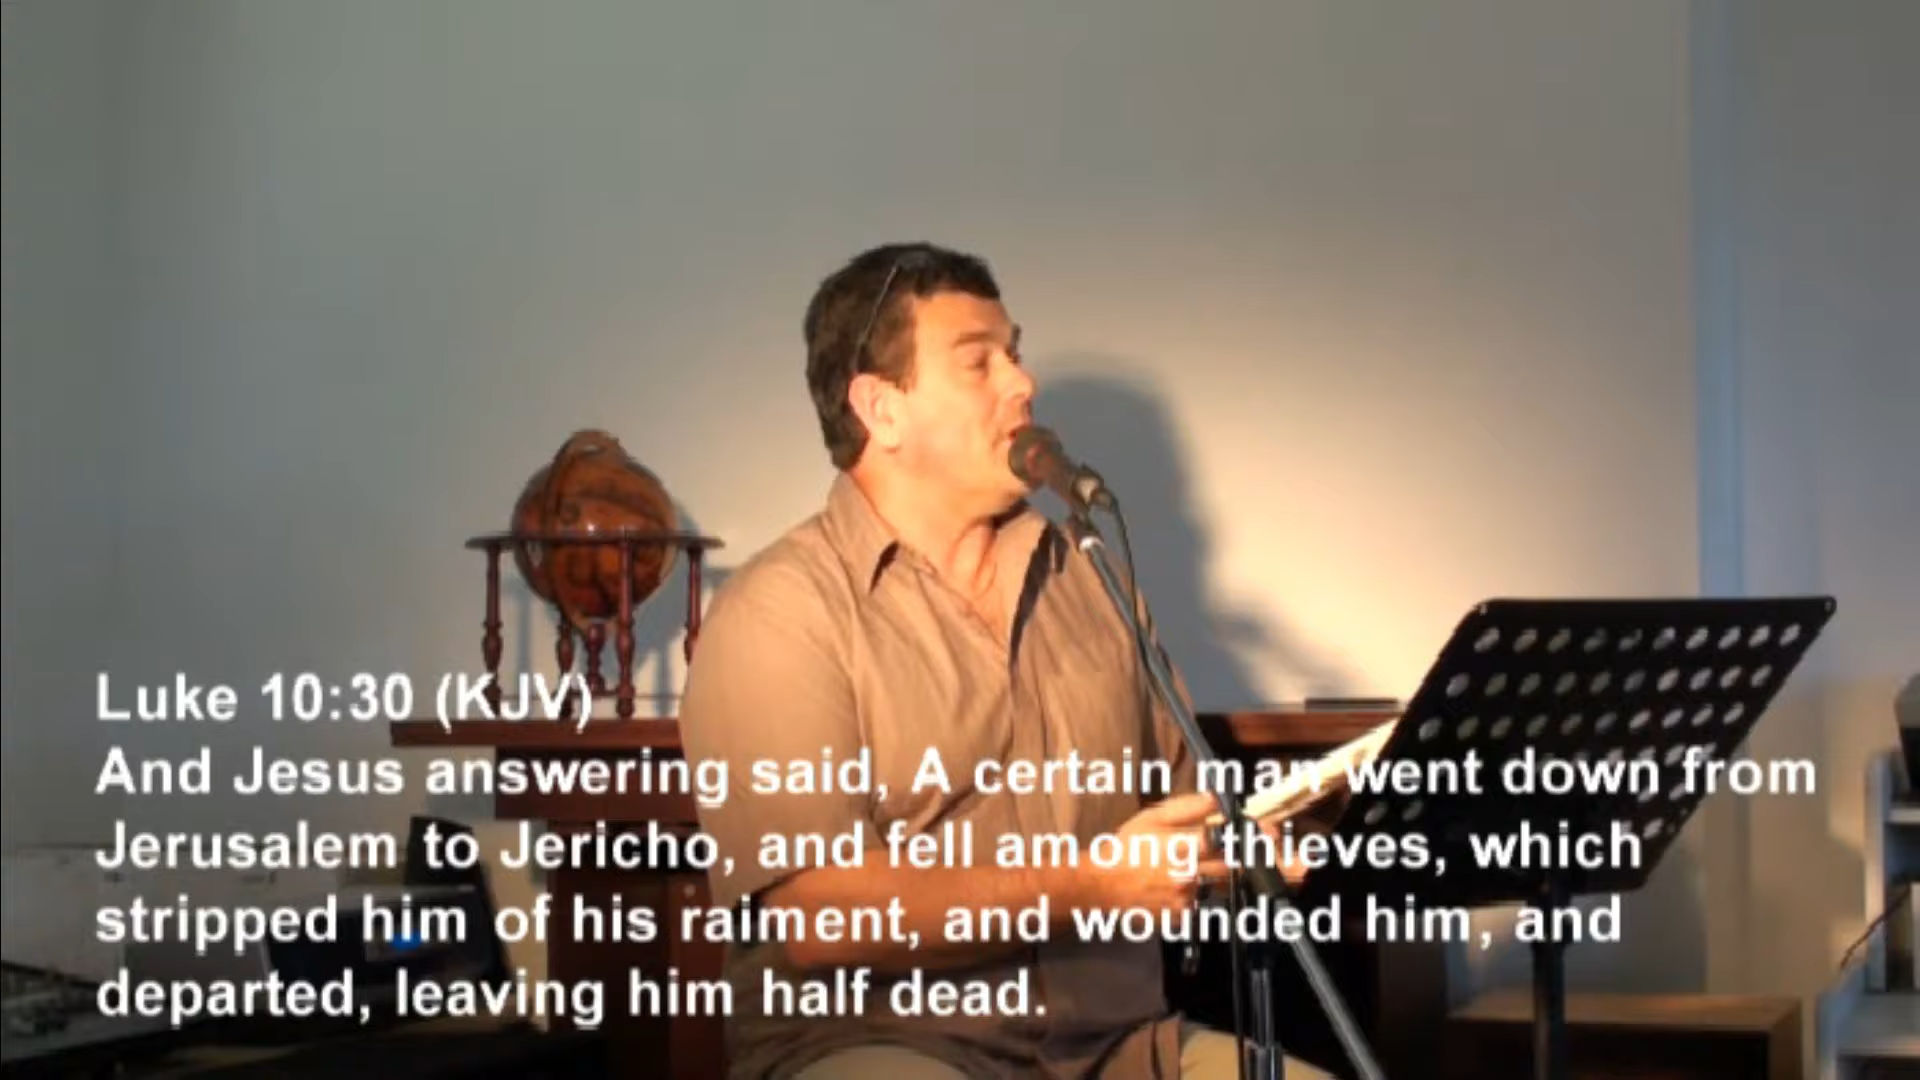 Luke 10:30 (KJV)
And Jesus answering said, A certain man went down from
Jerusalem to Jericho, and fell among thieves, which
stripped him of his raiment, and wounded him, and
departed, leaving him half dead.